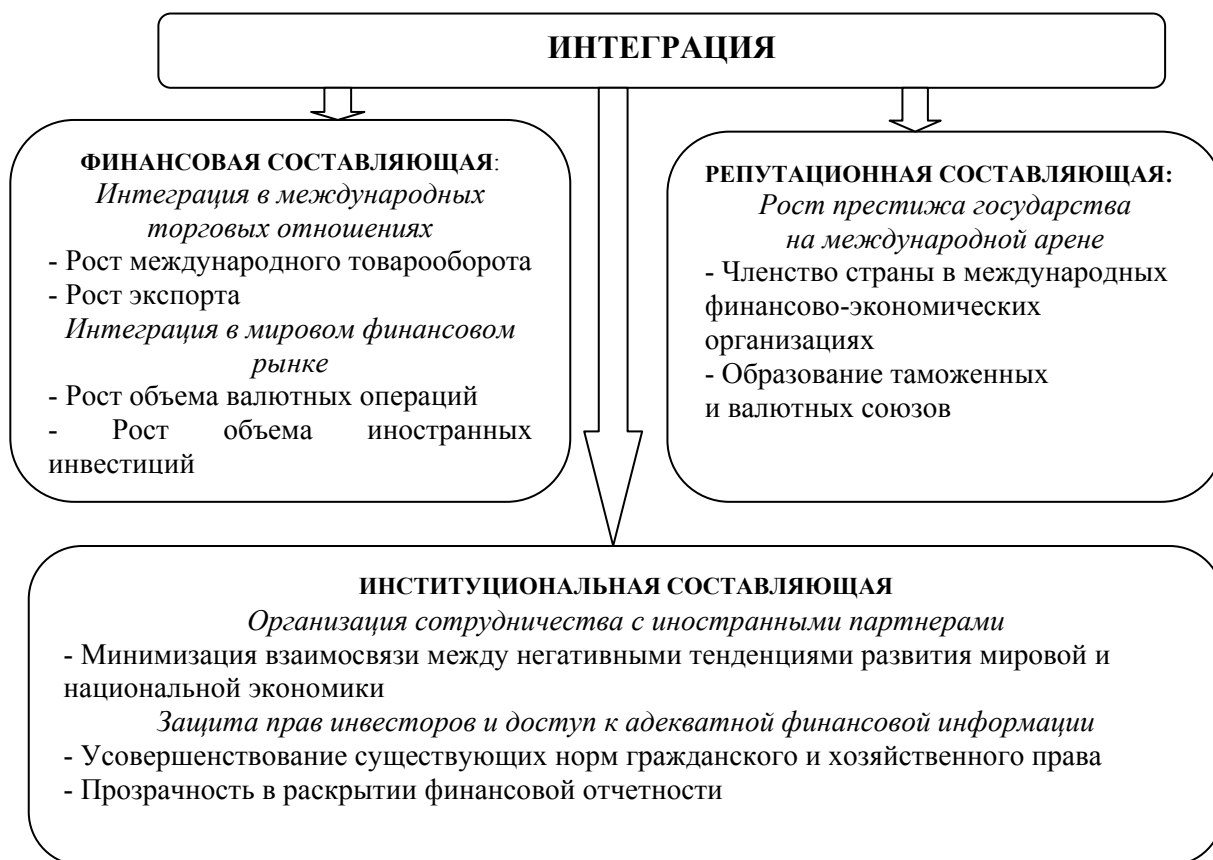 ИНТЕГРАЦИЯ
ФИНАНСОВАЯ СОСТАВЛЯЮЩАЯ:
Интеграция в международных
торговых отношениях
- Рост международного товарооборота
- Рост экспорта
Интеграция в мировом финансовом
рынке
- Рост объема валютных операций
- Рост объема иностранных
инвестиций
РЕПУТАЦИОННАЯ СОСТАВЛЯЮЩАЯ:
Рост престижа государства
на международной арене
- Членство страны в международных
финансово-экономических
организациях
- Образование таможенных
и валютных союзов
ИНСТИТУЦИОНАЛЬНАЯ СОСТАВЛЯЮЩАЯ
Организация сотрудничества с иностранными партнерами
- Минимизация взаимосвязи между негативными тенденциями развития мировой и
национальной экономики
Защита прав инвесторов и доступ к адекватной финансовой информации
- Усовершенствование существующих норм гражданского и хозяйственного права
- Прозрачность в раскрытии финансовой отчетности